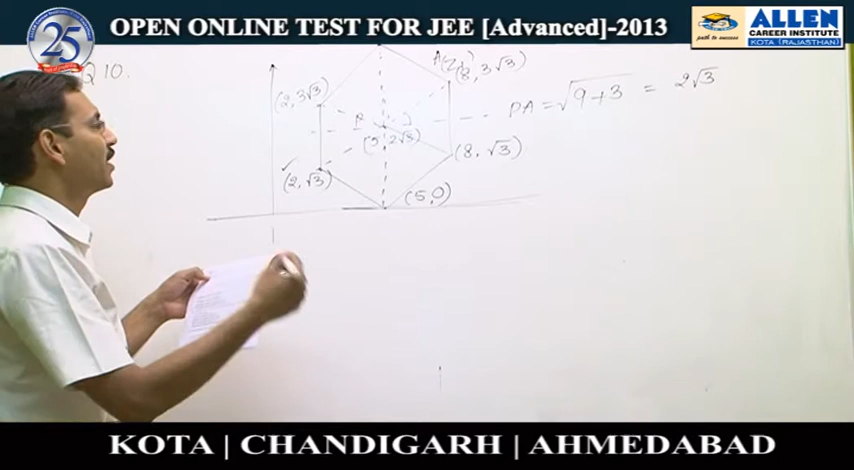 OPEN ONLINE TEST FOR JEE [Advanced]-2013
25
path to success
ALLEN
CAREER INSTITUTE
KOTA (RAJASTHAN)
Q 10.
(8, 3√3)
(2, 3√3)
PA = √9+3 = 2√3
(5, 2√3)
(8, √3)
(2, √3)
(5,0)
KOTA | CHANDIGARH | AHMEDABAD